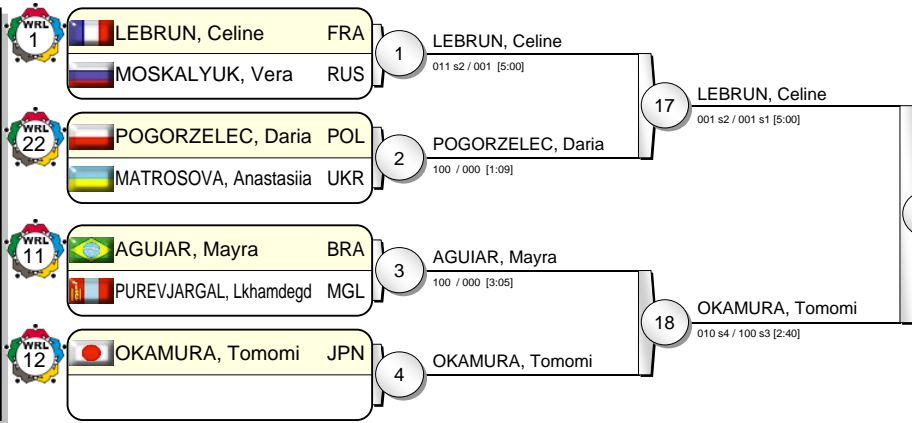 WRL 1 LEBRUN, Celine FRA
MOSKALYUK, Vera RUS
1
LEBRUN, Celine
011 s2 / 001 [5:00]
WRL 22 POGORZELEC, Daria POL
MATROSOVA, Anastasiia UKR
2
POGORZELEC, Daria
100 / 000 [1:09]
17
LEBRUN, Celine
001 s2 / 001 s1 [5:00]
WRL 11 AGUIAR, Mayra BRA
PUREVJARGAL, Lkhamdegd MGL
3
AGUIAR, Mayra
100 / 000 [3:05]
WRL 12 OKAMURA, Tomomi JPN
4
OKAMURA, Tomomi
18
OKAMURA, Tomomi
010 s4 / 100 s3 [2:40]